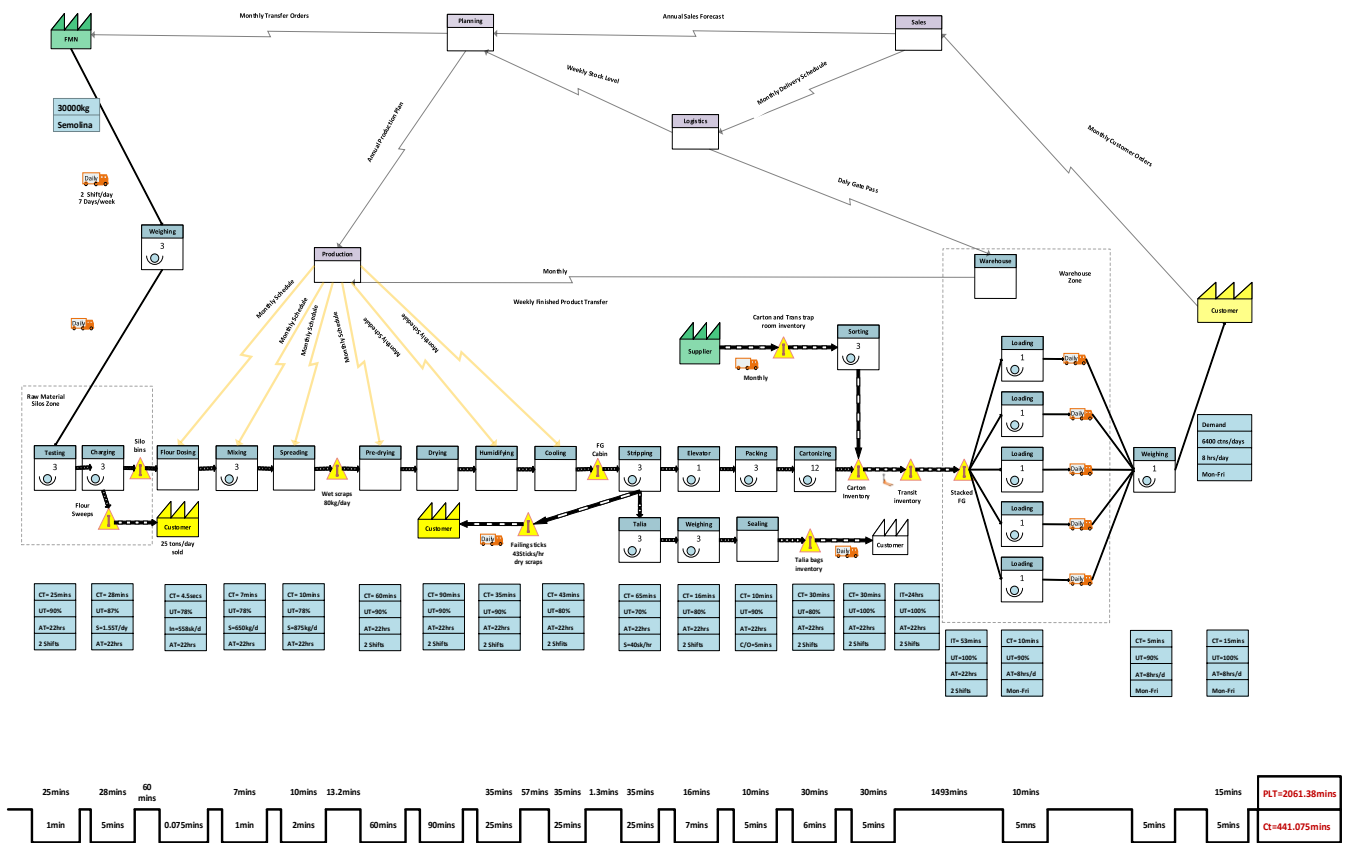 Monthly Transfer Orders
Planning
Annual Sales Forecast
Sales
FMN
Weekly Stock Level
Monthly Delivery Schedeule
30000kg
Semolina
Annual Production Plan
Logistics
Monthly Customer Orders
Daily
2 Shift/day
7 Days/week
Daly Gate Pass
Weighing
3
Production
Warehouse
Warehouse
Zone
Monthly
Weekly Finished Product Transfer
Monthly Schedule
Monthly Schedule
Monthly Schedule
Monthly Schedule
Monthly Schedule
Monthly Schedule
Daily
Customer
Carton and Trans trap
room inventory
Sorting
3
Supplier
Monthly
Loading
1
Daily
Loading
1
Daily
Loading
1
Daily
Loading
1
Daily
Loading
1
Daily
Raw Material
Silos Zone
Testing
3
Charging
3
Silo
bins
Flour Dosing
Mixing
3
Spreading
Wet scraps
80kg/day
Pre-drying
Drying
Humidifying
Cooling
FG
Cabin
Stripping
3
Elevator
1
Packing
3
Cartonizing
12
Carton
Inventory
Transit
inventory
Stacked
FG
Weighing
1
Demand
6400 ctns/days
8 hrs/day
Mon-Fri
Flour
Sweeps
Customer
25 tons/day
sold
Customer
Daily
Failing sticks
43Sticks/hr
dry scraps
Talia
3
Weighing
3
Sealing
Talia bags
inventory
Daily
Customer
CT= 25mins
UT=90%
AT=22hrs
2 Shifts
CT= 28mins
UT=87%
S=1.55T/dy
AT=22hrs
CT= 4.5secs
UT=78%
In=558sk/d
AT=22hrs
CT= 7mins
UT=78%
S=650kg/d
AT=22hrs
CT= 10mins
UT=78%
S=875kg/d
AT=22hrs
CT= 60mins
UT=90%
AT=22hrs
2 Shifts
CT= 90mins
UT=90%
AT=22hrs
2 Shfits
CT= 35mins
UT=90%
AT=22hrs
2 Shfits
CT= 43mins
UT=80%
AT=22hrs
2 Shfits
CT= 65mins
UT=70%
AT=22hrs
S=40sk/hr
CT= 16mins
UT=80%
AT=22hrs
2 Shifts
CT= 10mins
UT=90%
AT=22hrs
C/O=5mins
CT= 30mins
UT=80%
AT=22hrs
2 Shifts
CT= 30mins
UT=100%
AT=22hrs
2 Shifts
IT=24hrs
UT=100%
AT=22hrs
2 Shifts
IT= 53mins
UT=100%
AT=22hrs
2 Shifts
CT= 10mins
UT=90%
AT=8hrs/d
Mon-Fri
CT= 5mins
UT=90%
AT=8hrs/d
Mon-Fri
CT= 15mins
UT=100%
AT=8hrs/d
Mon-Fri
25mins
28mins
60
mins
7mins
10mins
13.2mins
35mins
57mins
35mins
1.3mins
35mins
16mins
10mins
30mins
30mins
1493mins
10mins
15mins
PLT=2061.38mins
1min
5mins
0.075mins
1min
2mins
60mins
90mins
25mins
25mins
25mins
7mins
5mins
6mins
5mins
5mns
5mins
5mins
Ct=441.075mins